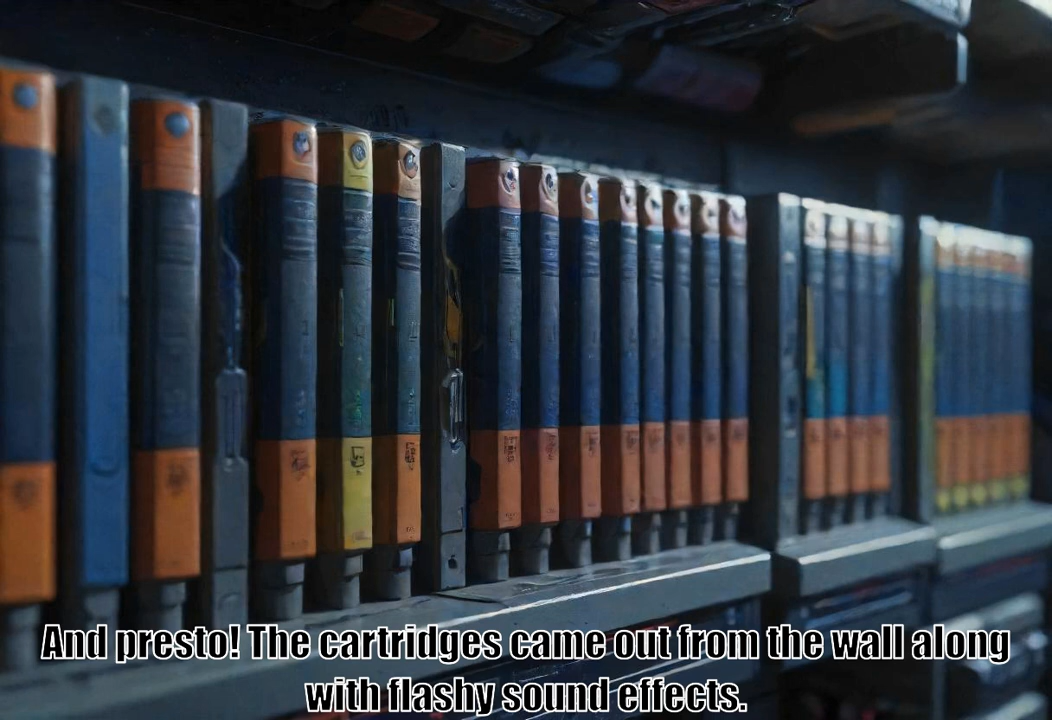 And presto! The cartridges came out from the wall along
with flashy sound effects.